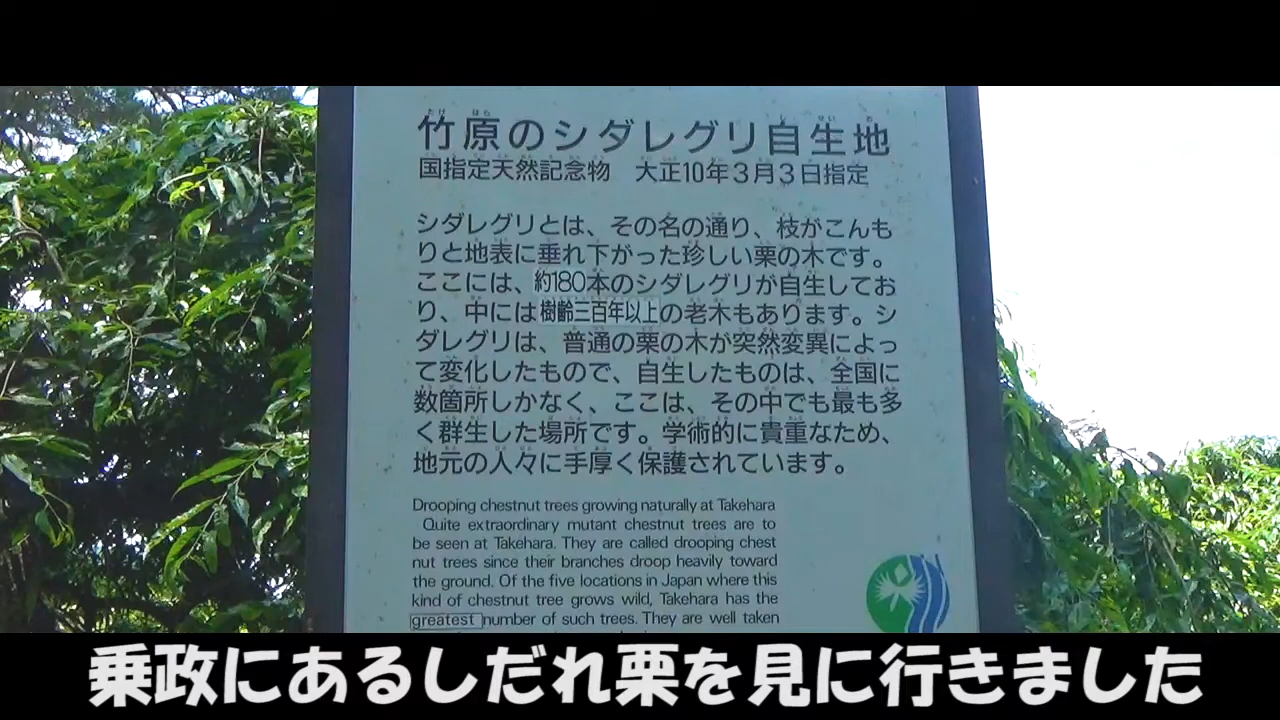 竹原のシダレグリ自生地
国指定天然記念物　大正10年3月3日指定
シダレグリとは、その名の通り、枝がこんも
りと地表に垂れ下がった珍しい栗の木です。
ここには、約180本のシダレグリが自生してお
り、中には樹齢三百年以上の老木もあります。シ
ダレグリは、普通の栗の木が突然変異によっ
て変化したもので、自生したものは、全国に
数箇所しかなく、ここは、その中でも最も多
く群生した場所です。学術的に貴重なため、
地元の人々に手厚く保護されています。
Drooping chestnut trees growing naturally at Takehara
Quite extraordinary mutant chestnut trees are to
be seen at Takehara. They are called drooping chest
nut trees since their branches droop heavily toward
the ground. Of the five locations in Japan where this
kind of chestnut tree grows wild, Takehara has the
greatest number of such trees. They are well taken
乗政にあるしだれ栗を見に行きました